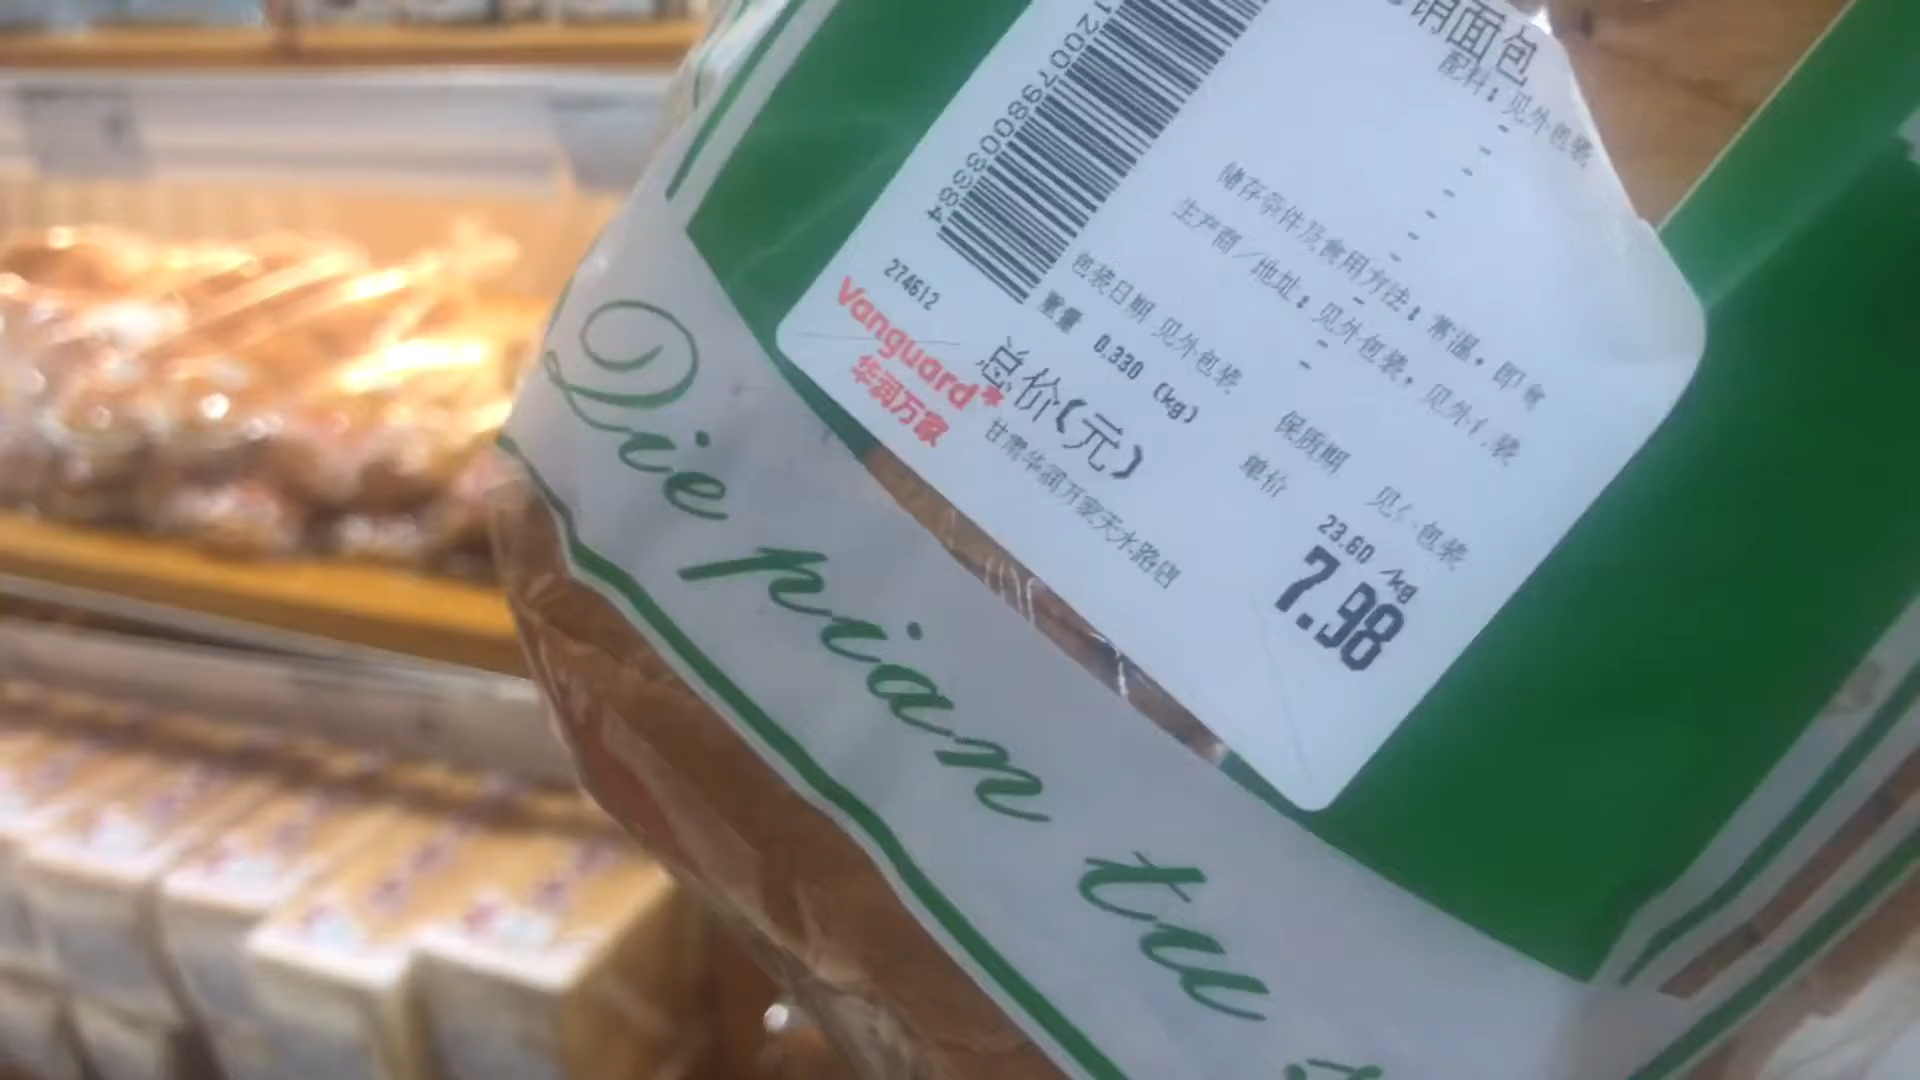 面包
配料：见外包装
储存条件及食用方法：常温，即食
生产商／地址：见外包装，见外包装
包装日期 见外包装
保质期 见外包装
重量 0.330 (kg)
单价 23.60 /kg
总价(元)
7.98
274612
Vanguard
华润万家
甘肃华润万家天水路店
Qie pian tu